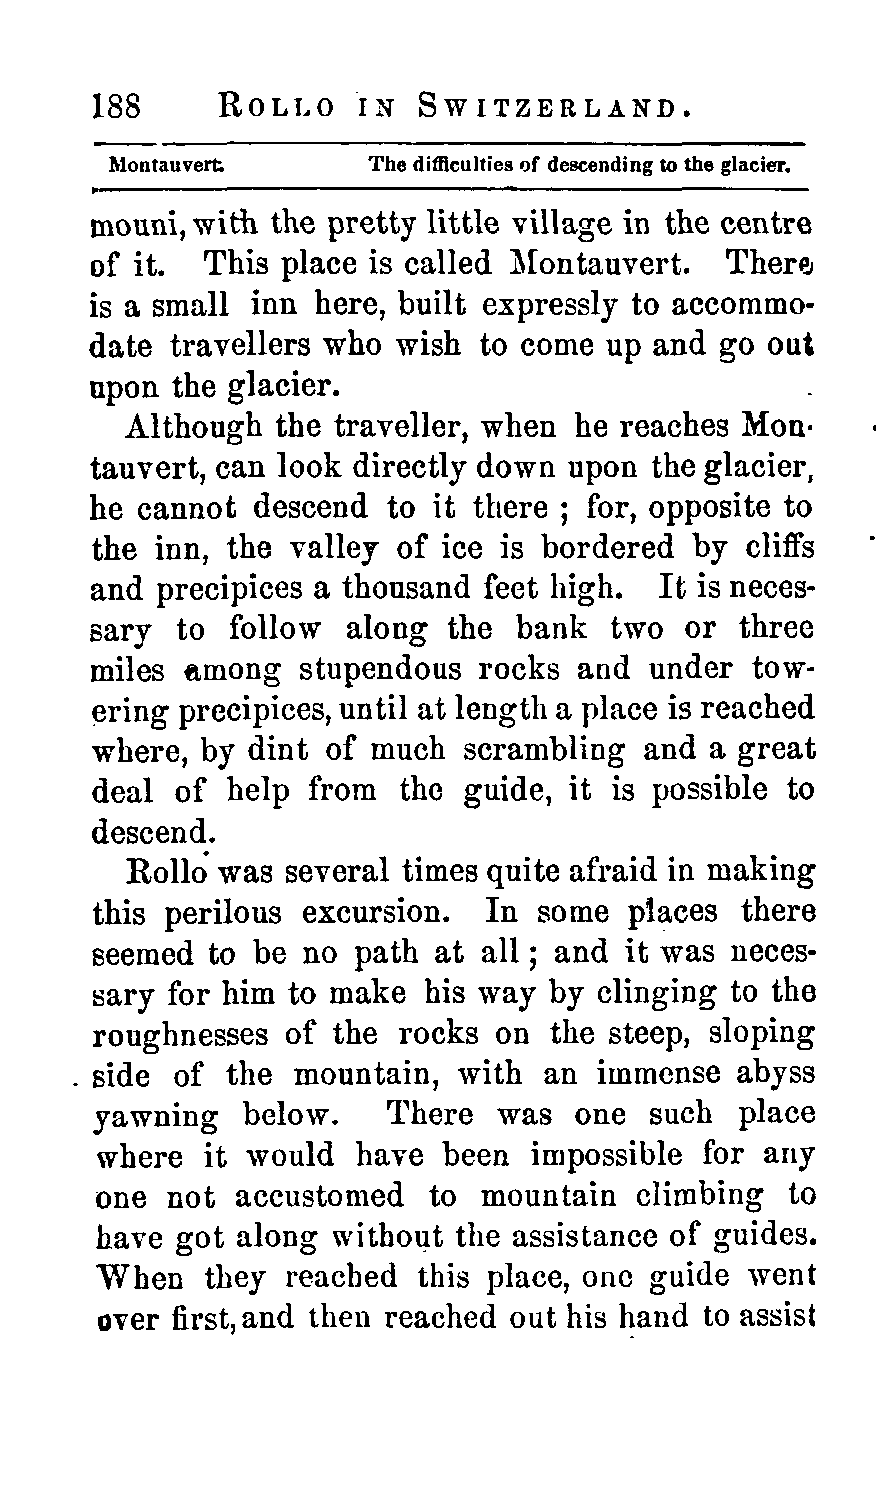 188 ROLLO IN SWITZERLAND.
Montauvert. The difficulties of descending to the glacier.
mouni, with the pretty little village in the centre
of it. This place is called Montauvert. There
is a small inn here, built expressly to accommo-
date travellers who wish to come up and go out
upon the glacier.
Although the traveller, when he reaches Mon-
tauvert, can look directly down upon the glacier,
he cannot descend to it there ; for, opposite to
the inn, the valley of ice is bordered by cliffs
and precipices a thousand feet high. It is neces-
sary to follow along the bank two or three
miles among stupendous rocks and under tow-
ering precipices, until at length a place is reached
where, by dint of much scrambling and a great
deal of help from the guide, it is possible to
descend.
Rollo was several times quite afraid in making
this perilous excursion. In some places there
seemed to be no path at all ; and it was neces-
sary for him to make his way by clinging to the
roughnesses of the rocks on the steep, sloping
side of the mountain, with an immense abyss
yawning below. There was one such place
where it would have been impossible for any
one not accustomed to mountain climbing to
have got along without the assistance of guides.
When they reached this place, one guide went
over first, and then reached out his hand to assist